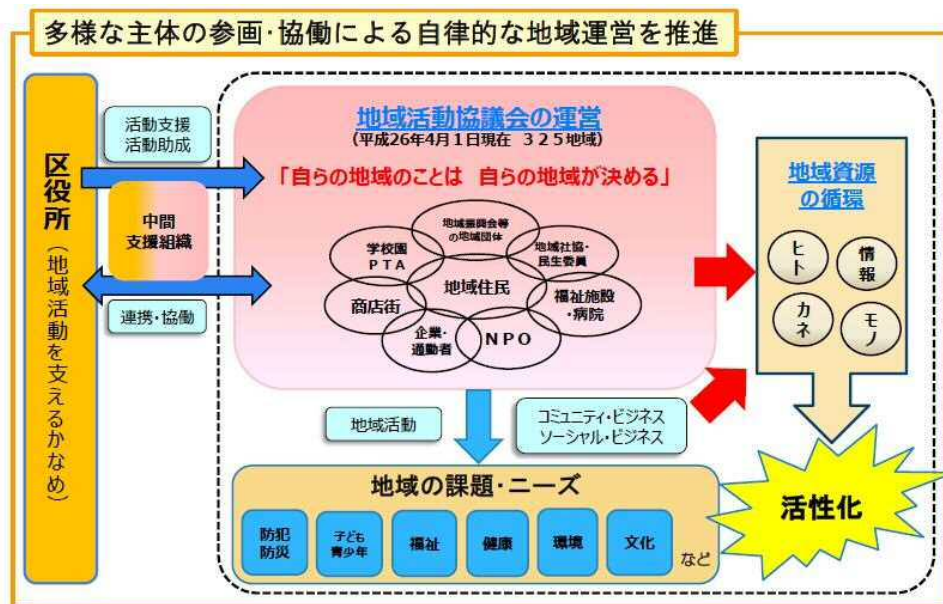 多様な主体の参画・協働による自律的な地域運営を推進
区役所（地域活動を支えるかなめ）
活動支援
活動助成
中間
支援組織
連携・協働
地域活動協議会の運営
（平成26年4月1日現在　３２５地域）
「自らの地域のことは　自らの地域が決める」
地域振興会等
の地域団体
学校園
ＰＴＡ
地域社協・
民生委員
地域住民
商店街
福祉施設
・病院
企業・
通勤者
ＮＰＯ
地域資源
の循環
ヒト
情報
カネ
モノ
地域活動
コミュニティ・ビジネス
ソーシャル・ビジネス
地域の課題・ニーズ
防犯
防災
子ども
青少年
福祉
健康
環境
文化
など
活性化